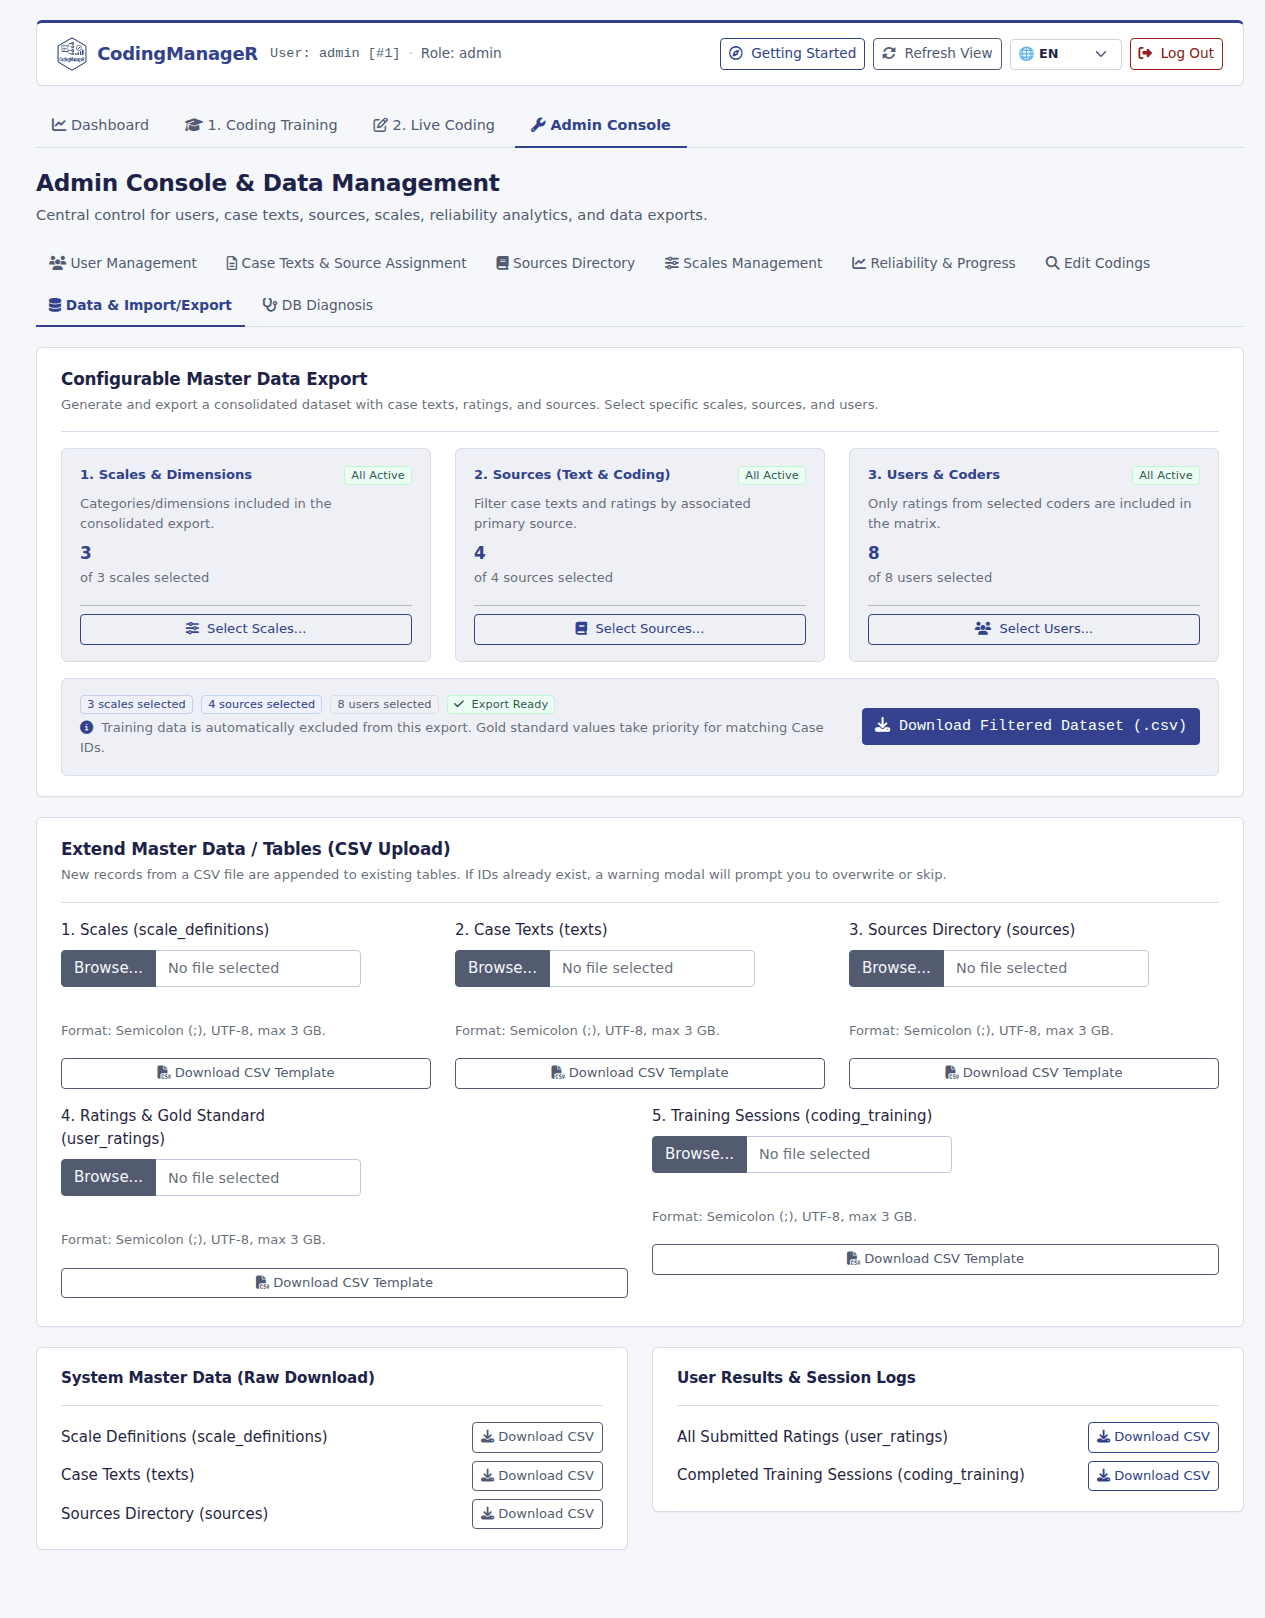 CodingManageR User: admin [#1] · Role: admin Getting Started Refresh View EN Log Out
Dashboard 1. Coding Training 2. Live Coding Admin Console
Admin Console & Data Management
Central control for users, case texts, sources, scales, reliability analytics, and data exports.
User Management Case Texts & Source Assignment Sources Directory Scales Management Reliability & Progress Edit Codings
Data & Import/Export DB Diagnosis
Configurable Master Data Export
Generate and export a consolidated dataset with case texts, ratings, and sources. Select specific scales, sources, and users.
1. Scales & Dimensions All Active
Categories/dimensions included in the
consolidated export.
3
of 3 scales selected
Select Scales...
2. Sources (Text & Coding) All Active
Filter case texts and ratings by associated
primary source.
4
of 4 sources selected
Select Sources...
3. Users & Coders All Active
Only ratings from selected coders are included in
the matrix.
8
of 8 users selected
Select Users...
3 scales selected 4 sources selected 8 users selected Export Ready
Training data is automatically excluded from this export. Gold standard values take priority for matching Case
IDs.
Download Filtered Dataset (.csv)
Extend Master Data / Tables (CSV Upload)
New records from a CSV file are appended to existing tables. If IDs already exist, a warning modal will prompt you to overwrite or skip.
1. Scales (scale_definitions)
Browse... No file selected
Format: Semicolon (;), UTF-8, max 3 GB.
Download CSV Template
2. Case Texts (texts)
Browse... No file selected
Format: Semicolon (;), UTF-8, max 3 GB.
Download CSV Template
3. Sources Directory (sources)
Browse... No file selected
Format: Semicolon (;), UTF-8, max 3 GB.
Download CSV Template
4. Ratings & Gold Standard
(user_ratings)
Browse... No file selected
Format: Semicolon (;), UTF-8, max 3 GB.
Download CSV Template
5. Training Sessions (coding_training)
Browse... No file selected
Format: Semicolon (;), UTF-8, max 3 GB.
Download CSV Template
System Master Data (Raw Download)
Scale Definitions (scale_definitions) Download CSV
Case Texts (texts) Download CSV
Sources Directory (sources) Download CSV
User Results & Session Logs
All Submitted Ratings (user_ratings) Download CSV
Completed Training Sessions (coding_training) Download CSV